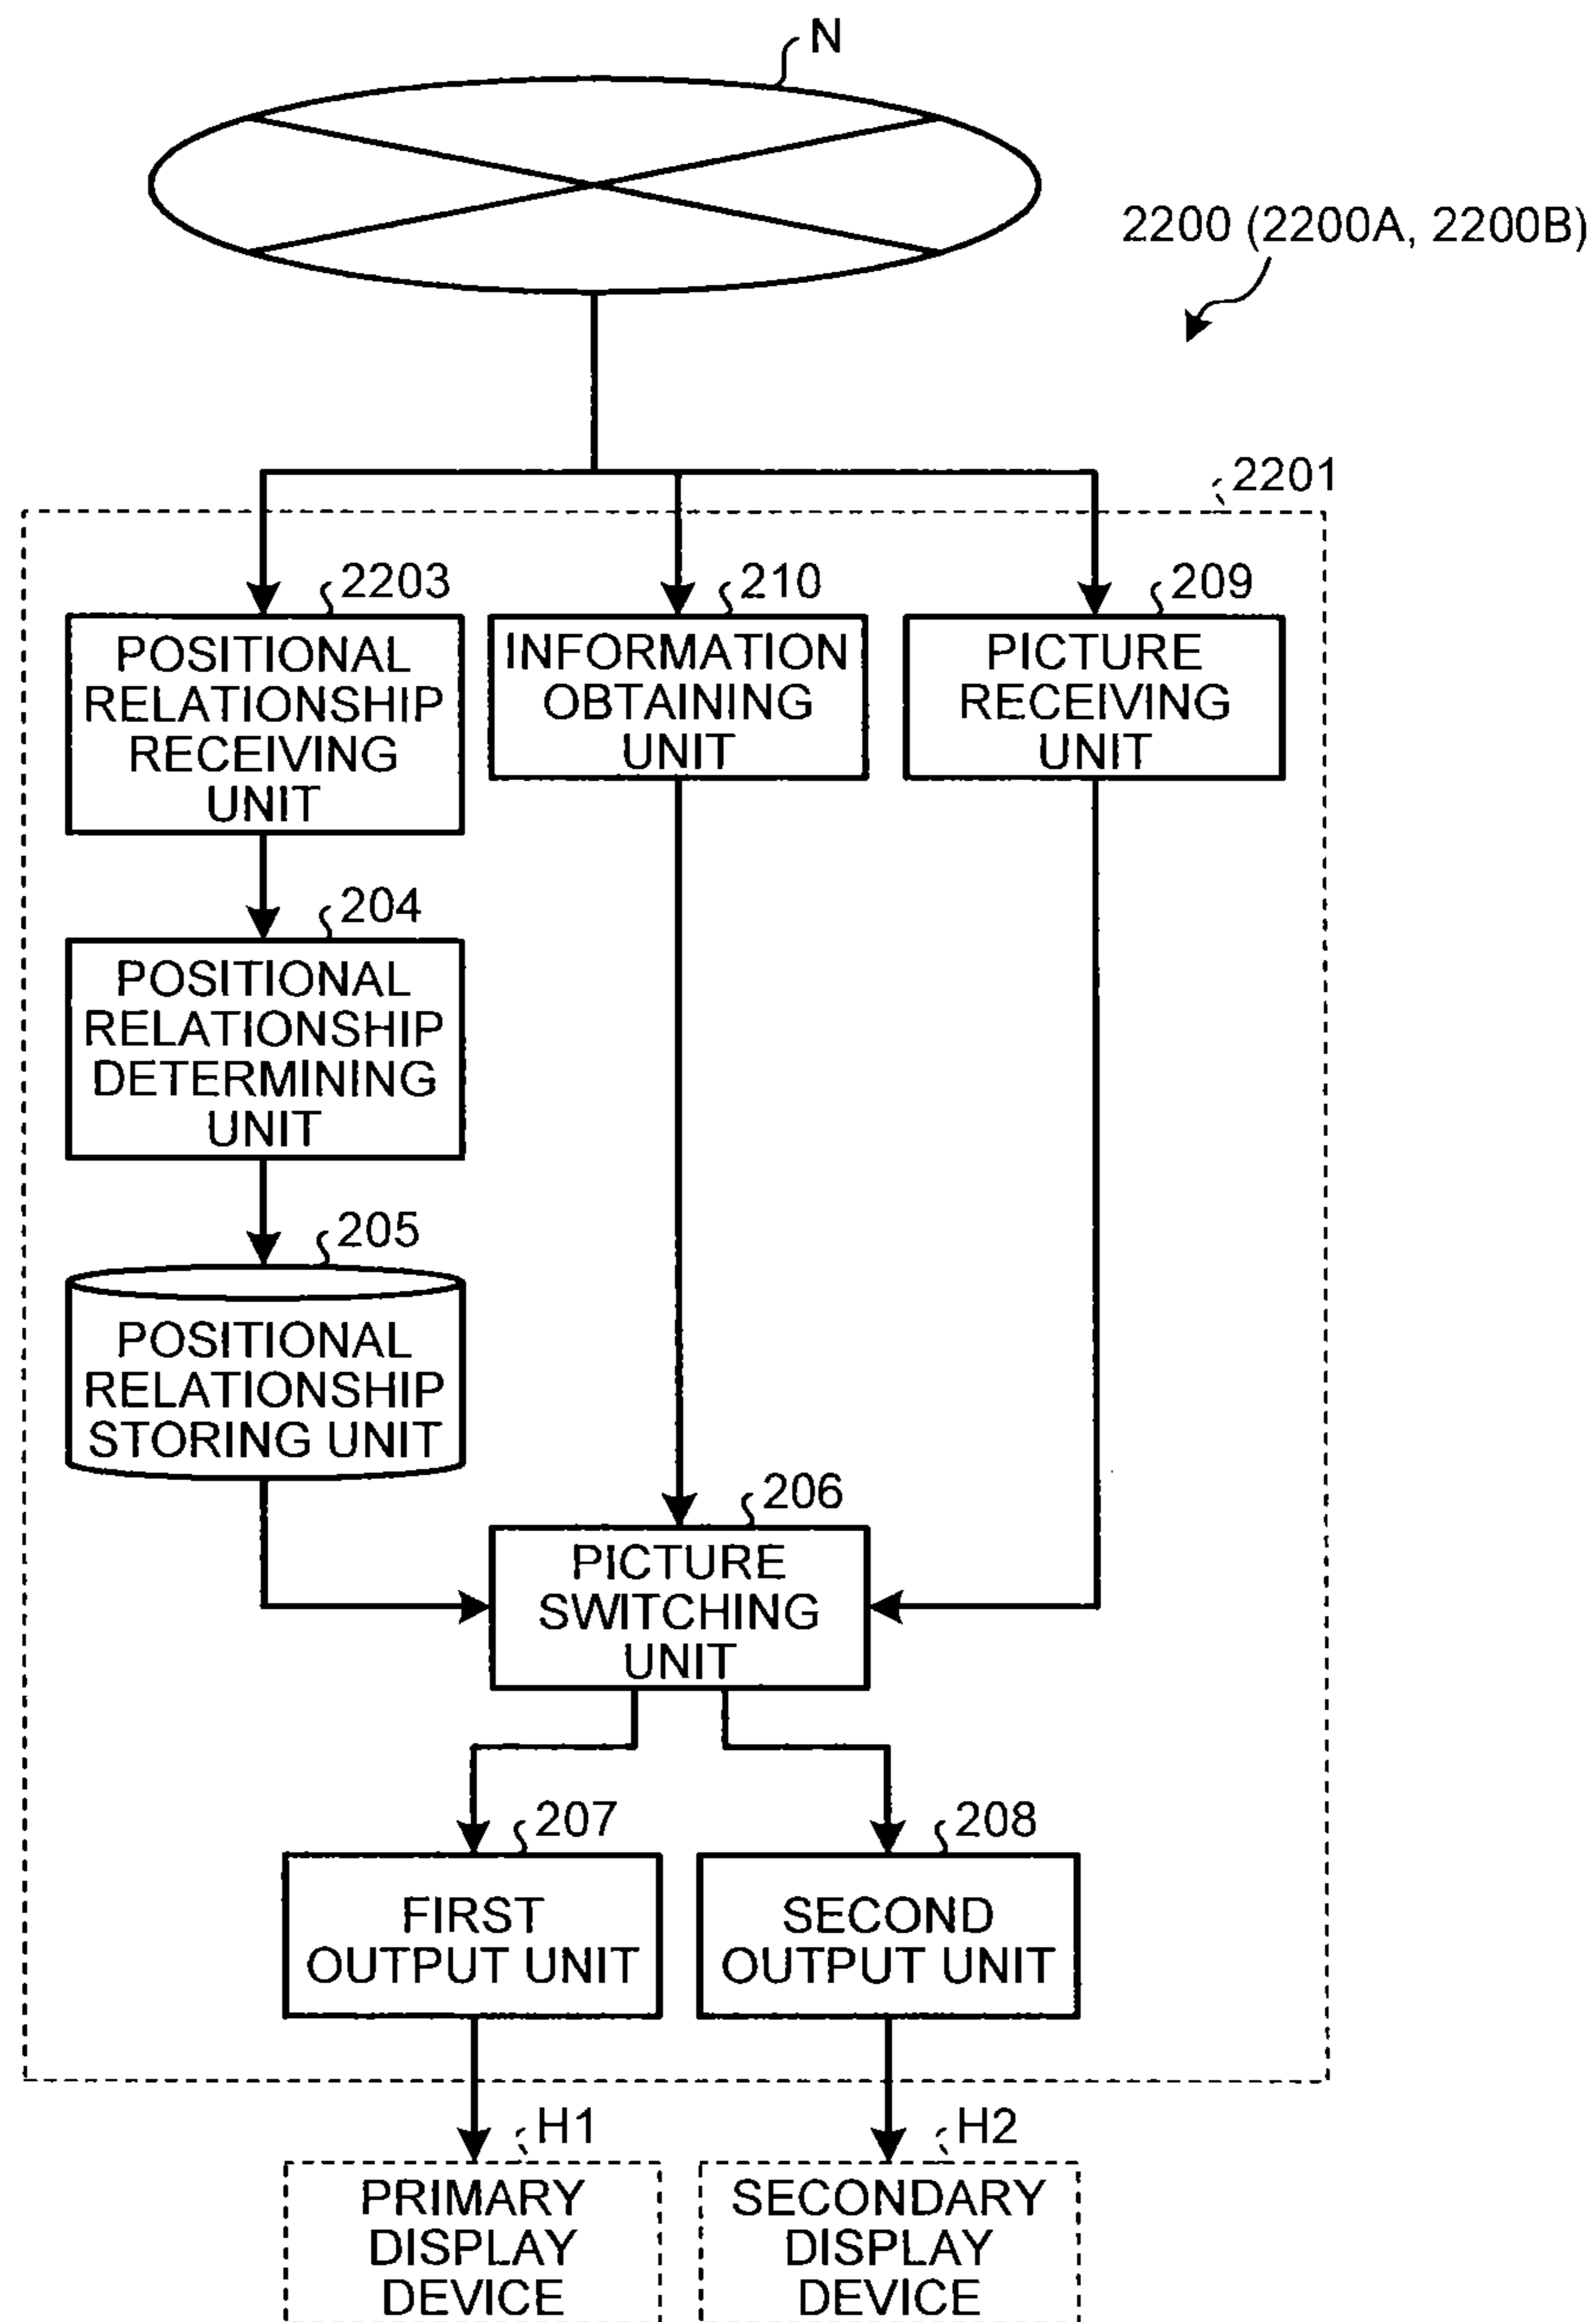 N
2200 (2200A, 2200B)
2201
2203
POSITIONAL
RELATIONSHIP
RECEIVING
UNIT
210
INFORMATION
OBTAINING
UNIT
209
PICTURE
RECEIVING
UNIT
204
POSITIONAL
RELATIONSHIP
DETERMINING
UNIT
205
POSITIONAL
RELATIONSHIP
STORING UNIT
206
PICTURE
SWITCHING
UNIT
207
FIRST
OUTPUT UNIT
208
SECOND
OUTPUT UNIT
H1
PRIMARY
DISPLAY
DEVICE
H2
SECONDARY
DISPLAY
DEVICE